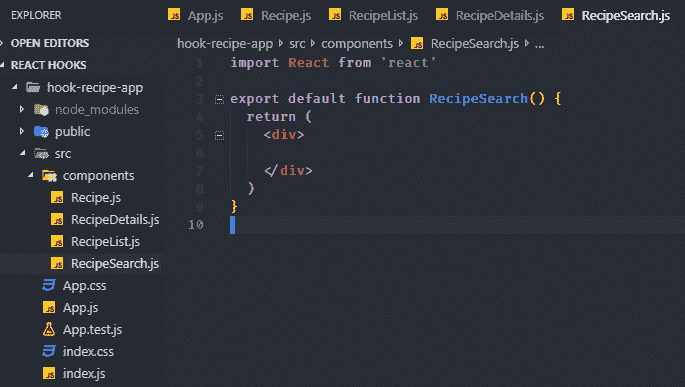 EXPLORER
OPEN EDITORS
REACT HOOKS
hook-recipe-app
node_modules
public
src
components
JS Recipe.js
JS RecipeDetails.js
JS RecipeList.js
JS RecipeSearch.js
App.css
JS App.js
App.test.js
index.css
JS index.js
JS App.js JS Recipe.js JS RecipeList.js JS RecipeDetails.js JS RecipeSearch.js
hook-recipe-app > src > components > JS RecipeSearch.js > ...
1 import React from 'react'
2
3 export default function RecipeSearch() {
4 return (
5 <div>
6
7 </div>
8 )
9 }
10